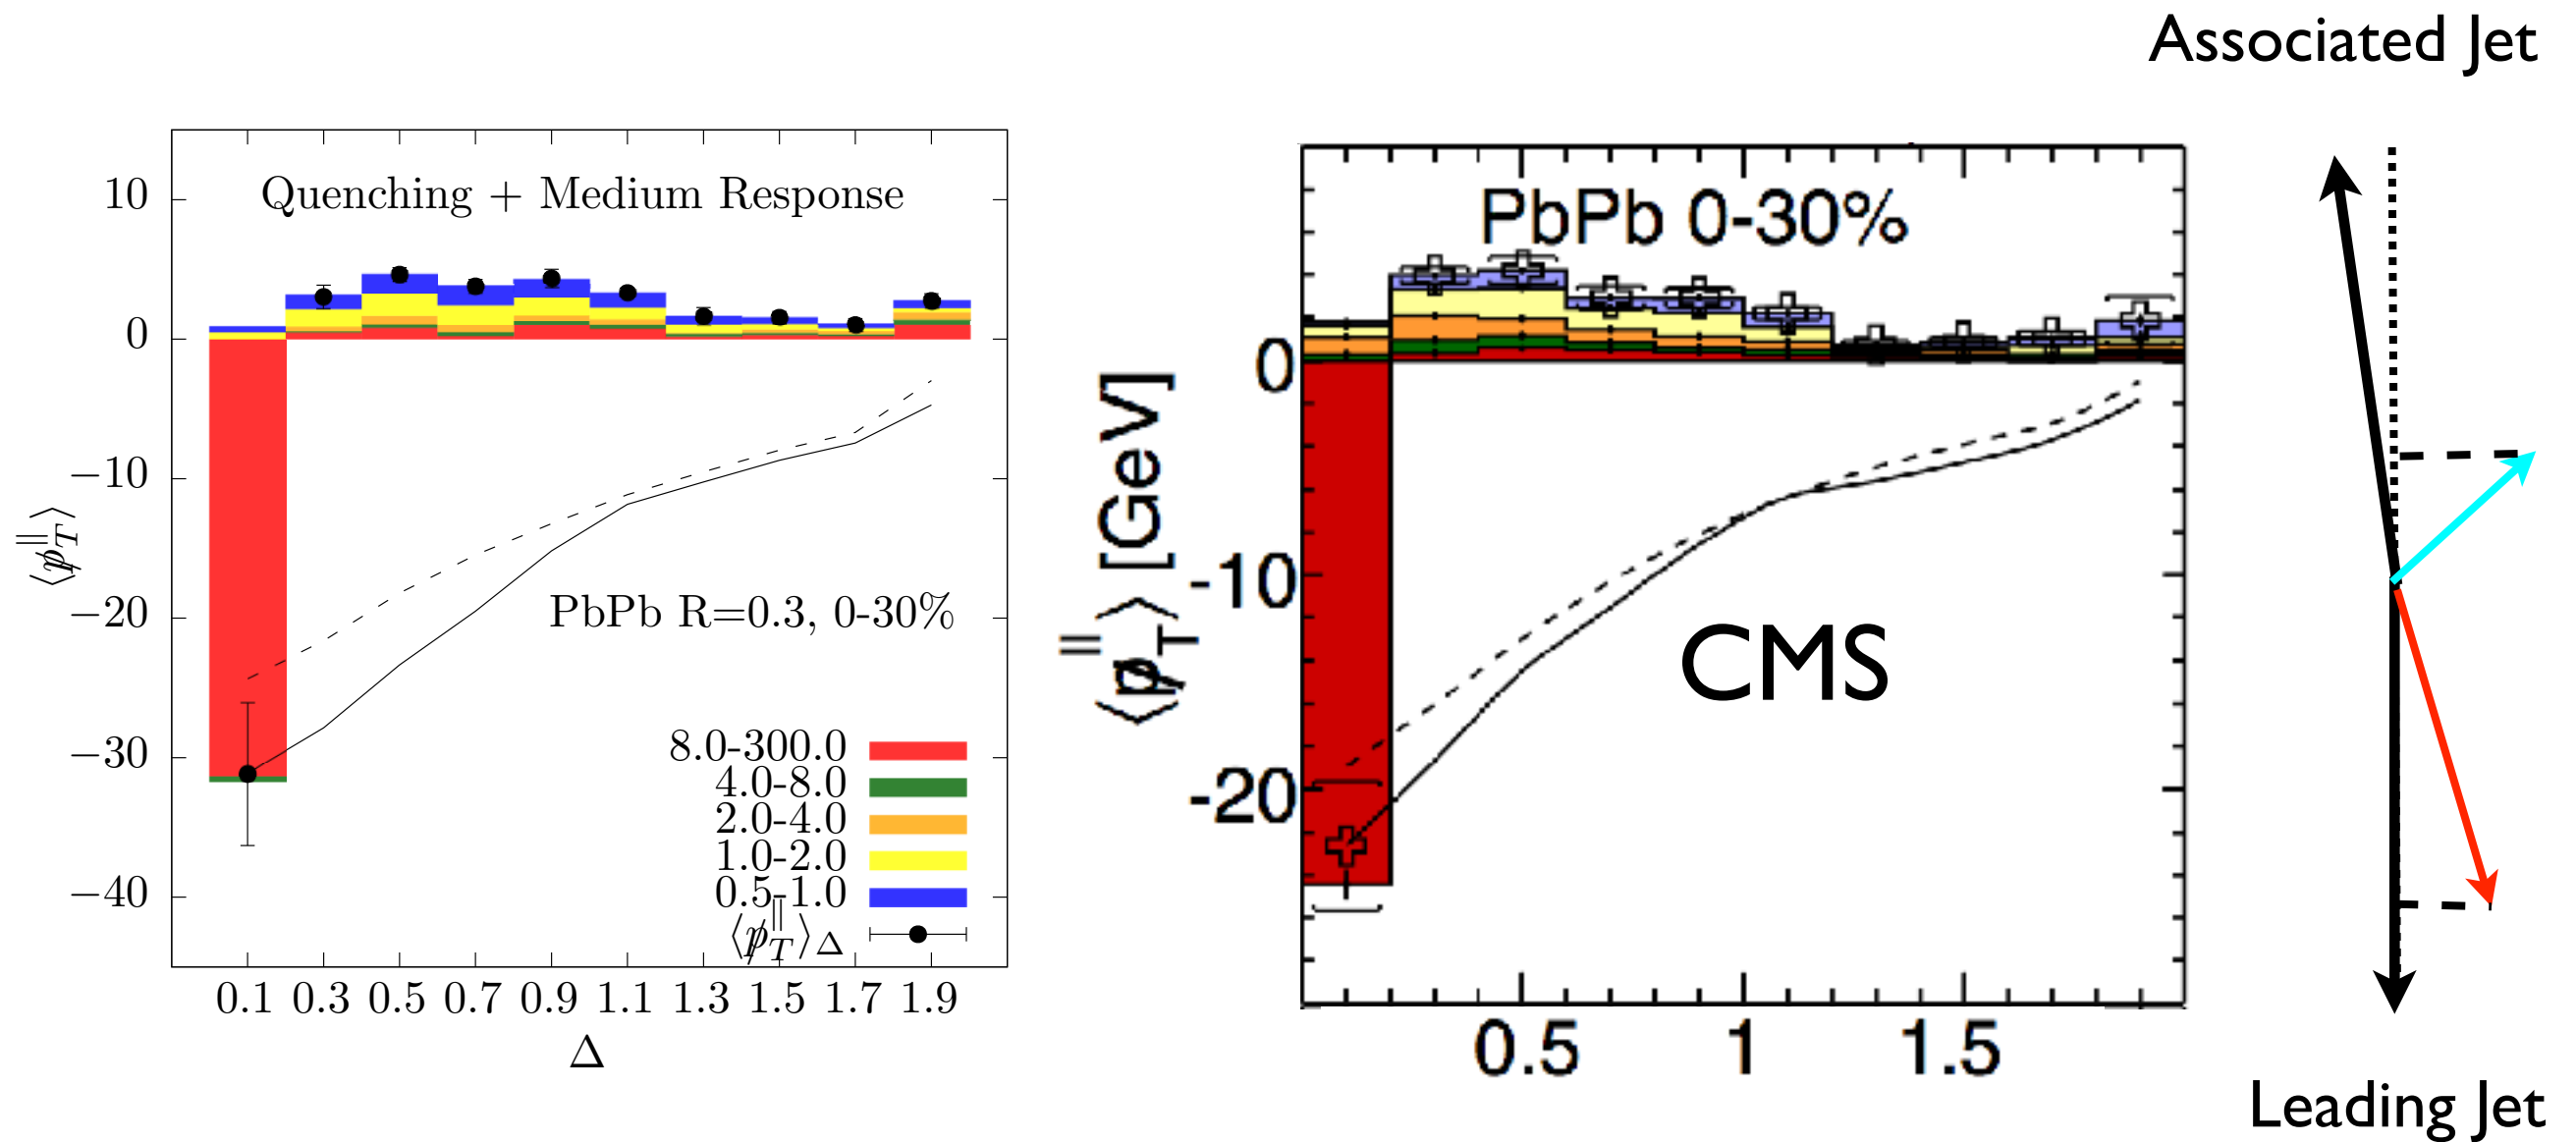 Associated Jet
Quenching + Medium Response
10
0
−10
−20
−30
−40
⟨p̸_T^∥⟩
PbPb R=0.3, 0-30%
8.0-300.0
4.0-8.0
2.0-4.0
1.0-2.0
0.5-1.0
⟨p̸_T^∥⟩_Δ
0.1 0.3 0.5 0.7 0.9 1.1 1.3 1.5 1.7 1.9
Δ
PbPb 0-30%
0
-10
-20
⟨p̸_T^∥⟩ [GeV]
CMS
0.5 1 1.5
Leading Jet